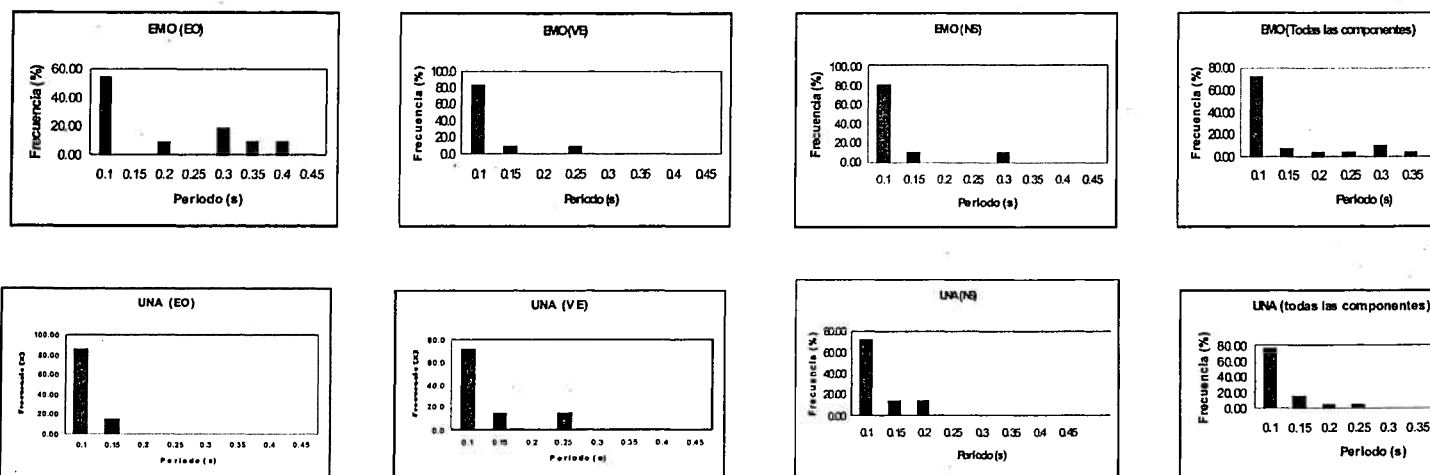 EMO (EO)
Frecuencia (%)
60.00
40.00
20.00
0.00
0.1 0.15 0.2 0.25 0.3 0.35 0.4 0.45
Periodo (s)
EMO(VE)
Frecuencia (%)
100.0
80.0
60.0
40.0
20.0
0.0
0.1 0.15 0.2 0.25 0.3 0.35 0.4 0.45
Periodo (s)
EMO (NS)
Frecuencia (%)
100.00
80.00
60.00
40.00
20.00
0.00
0.1 0.15 0.2 0.25 0.3 0.35 0.4 0.45
Periodo (s)
EMO(Todas las componentes)
Frecuencia (%)
80.00
60.00
40.00
20.00
0.00
0.1 0.15 0.2 0.25 0.3 0.35
Periodo (s)
UNA (EO)
Frecuencia (%)
100.00
80.00
60.00
40.00
20.00
0.00
0.1 0.15 0.2 0.25 0.3 0.35 0.4 0.45
Periodo (s)
UNA (VE)
Frecuencia (%)
80.0
60.0
40.0
20.0
0.0
0.1 0.15 0.2 0.25 0.3 0.35 0.4 0.45
Periodo (s)
UNA(NS)
Frecuencia (%)
80.00
60.00
40.00
20.00
0.00
0.1 0.15 0.2 0.25 0.3 0.35 0.4 0.45
Periodo (s)
UNA (todas las componentes)
Frecuencia (%)
80.00
60.00
40.00
20.00
0.00
0.1 0.15 0.2 0.25 0.3 0.35
Periodo (s)